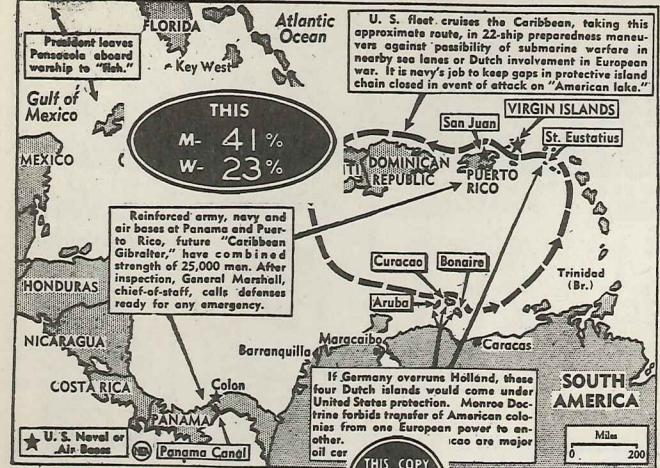 President leaves
Pensacola aboard
warship to "fish."
FLORIDA
Atlantic
Ocean
Key West
Gulf of
Mexico
U. S. fleet cruises the Caribbean, taking this
approximate route, in 22-ship preparedness maneu-
vers against possibility of submarine warfare in
nearby sea lanes or Dutch involvement in European
war. It is navy's job to keep gaps in protective island
chain closed in event of attack on "American lake."
THIS
M- 41%
W- 23%
San Juan
VIRGIN ISLANDS
St. Eustatius
MEXICO
TI
DOMINICAN
REPUBLIC
PUERTO
RICO
Reinforced army, navy and
air bases at Panama and Puer-
to Rico, future "Caribbean
Gibralter," have combined
strength of 25,000 men. After
inspection, General Marshall,
chief-of-staff, calls defenses
ready for any emergency.
Curacao
Bonaire
Aruba
Trinidad
(Br.)
HONDURAS
NICARAGUA
COSTA RICA
Barranquilla
Maracaibo
Caracas
Colon
PANAMA
SOUTH
AMERICA
If Germany overruns Holland, these
four Dutch islands would come under
United States protection. Monroe Doc-
trine forbids transfer of American colo-
nies from one European power to an-
other. cao are major
oil cen
THIS COPY
U. S. Naval or
Air Bases
NEA
Panama Canal
Miles
0 200